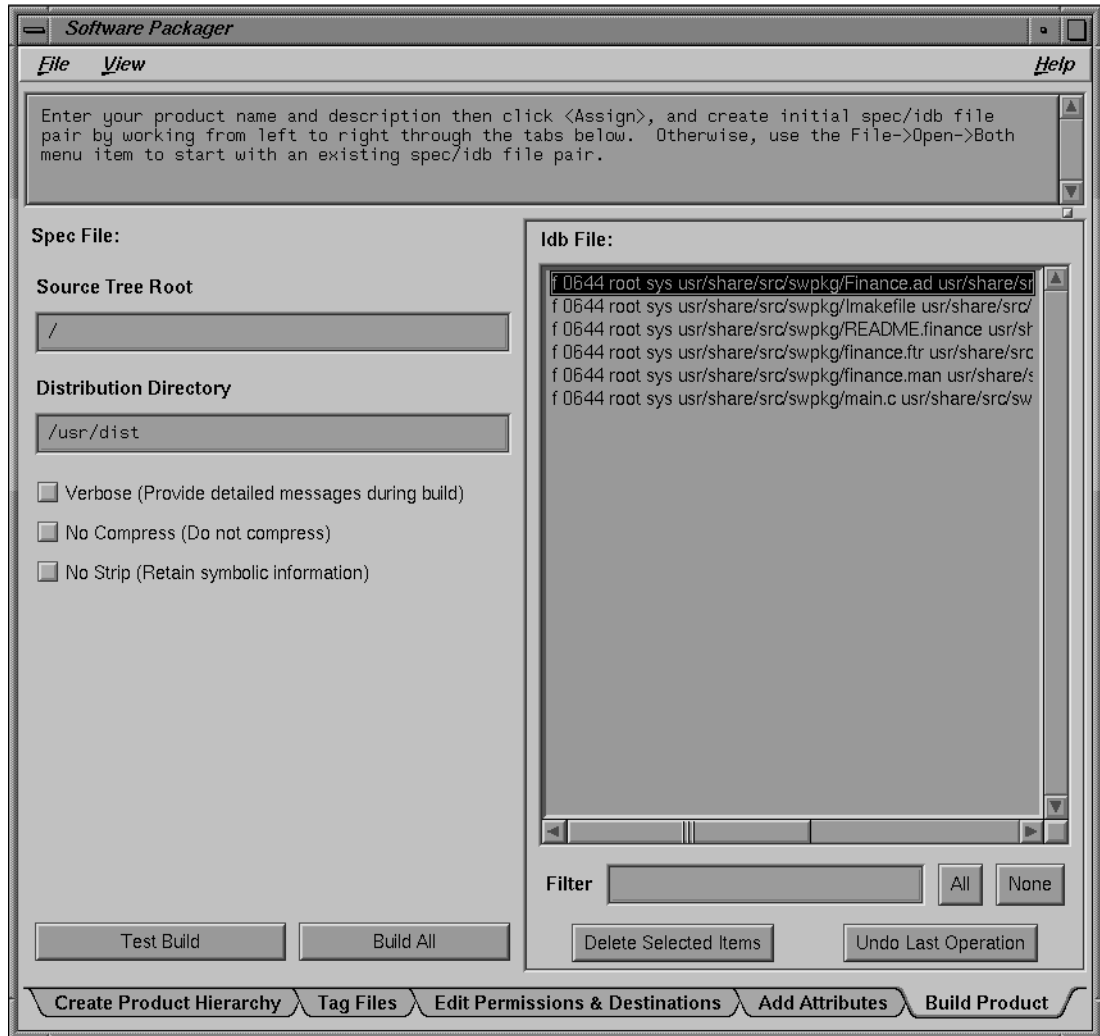 Software Packager
File View Help
Enter your product name and description then click <Assign>, and create initial spec/idb file
pair by working from left to right through the tabs below.  Otherwise, use the File->Open->Both
menu item to start with an existing spec/idb file pair.
Spec File:
Source Tree Root
/
Distribution Directory
/usr/dist
Verbose (Provide detailed messages during build)
No Compress (Do not compress)
No Strip (Retain symbolic information)
Test Build Build All
Idb File:
f 0644 root sys usr/share/src/swpkg/Finance.ad usr/share/sr
f 0644 root sys usr/share/src/swpkg/Imakefile usr/share/src/
f 0644 root sys usr/share/src/swpkg/README.finance usr/sh
f 0644 root sys usr/share/src/swpkg/finance.ftr usr/share/src
f 0644 root sys usr/share/src/swpkg/finance.man usr/share/s
f 0644 root sys usr/share/src/swpkg/main.c usr/share/src/sw
Filter All None
Delete Selected Items Undo Last Operation
Create Product Hierarchy Tag Files Edit Permissions & Destinations Add Attributes Build Product